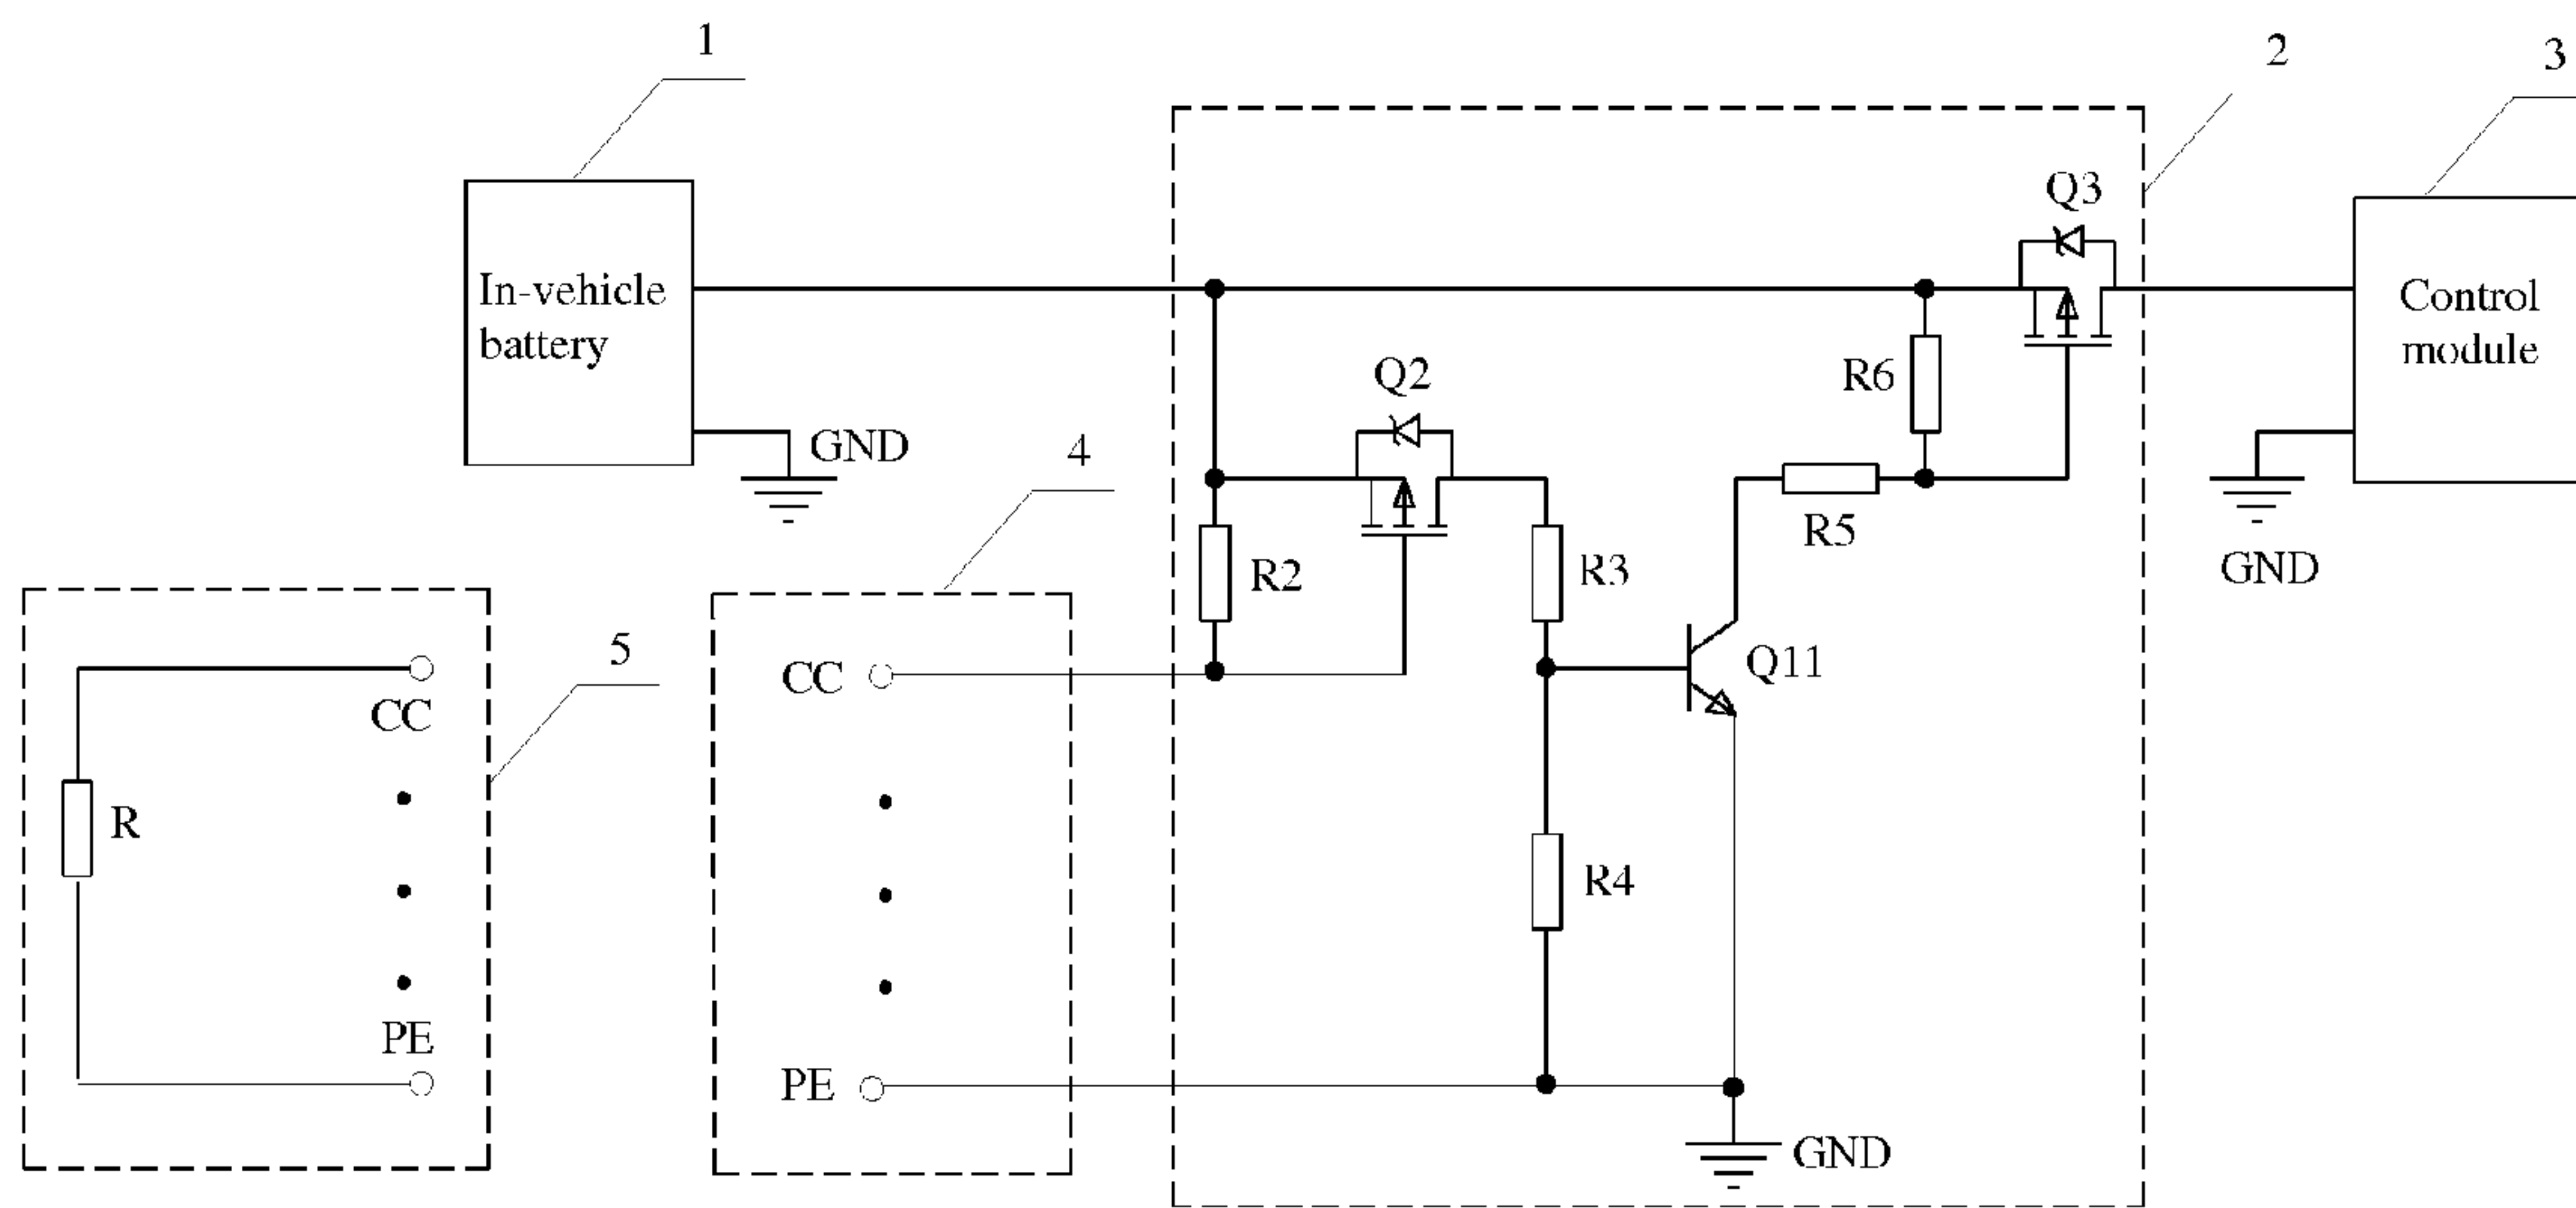 1
2
3
Q3
In-vehicle
battery
Control
module
R6
Q2
GND
4
R5
R2
R3
GND
5
CC
Q11
CC
R
R4
PE
PE
GND